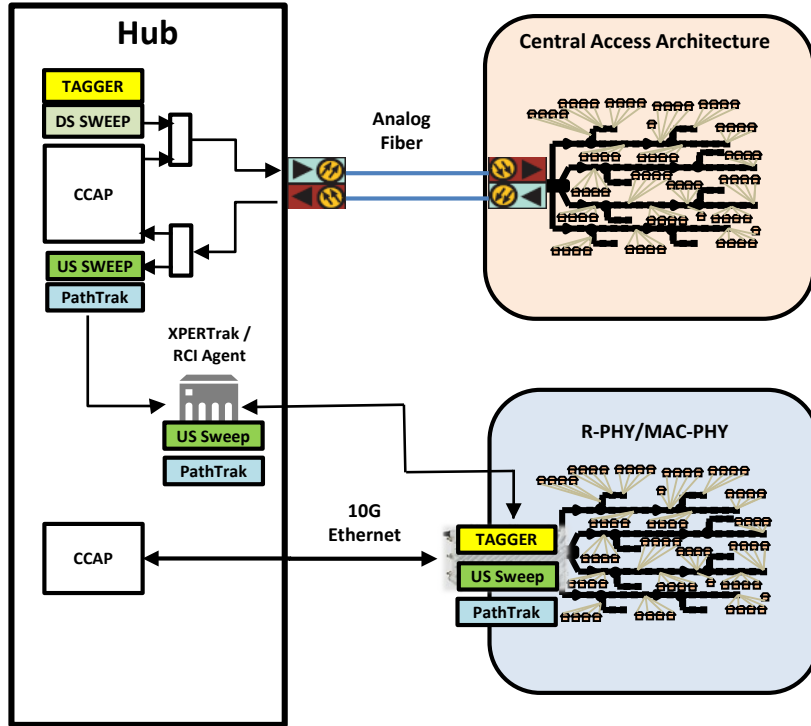 Hub
TAGGER
DS SWEEP
CCAP
US SWEEP
PathTrak
XPERTrak /
RCI Agent
US Sweep
PathTrak
CCAP
Analog
Fiber
10G
Ethernet
Central Access Architecture
R-PHY/MAC-PHY
TAGGER
US Sweep
PathTrak